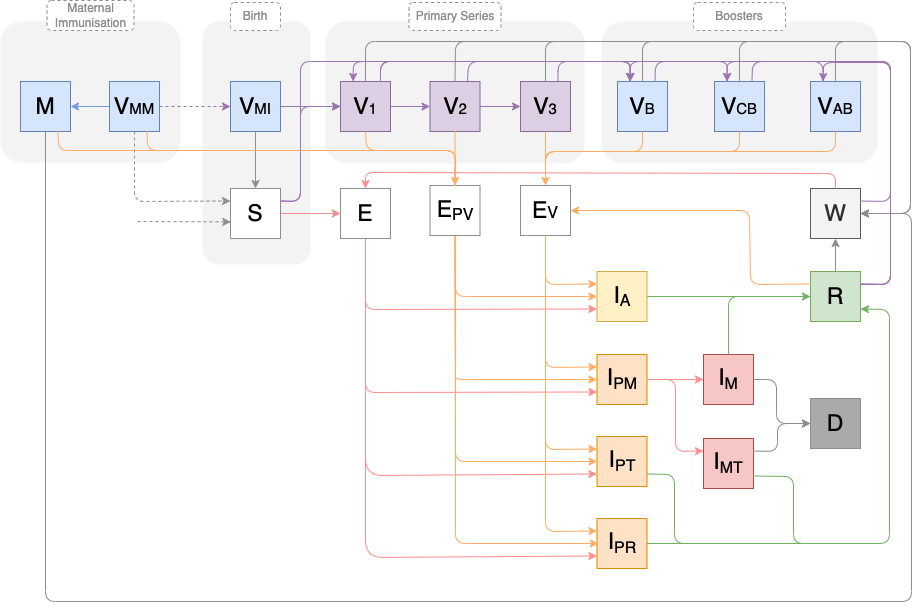 Maternal
Immunisation
Birth
Primary Series
Boosters
M
VMM
VMI
V1
V2
V3
VB
VCB
VAB
S
E
EPV
EV
W
IA
R
IPM
IM
D
IPT
IMT
IPR